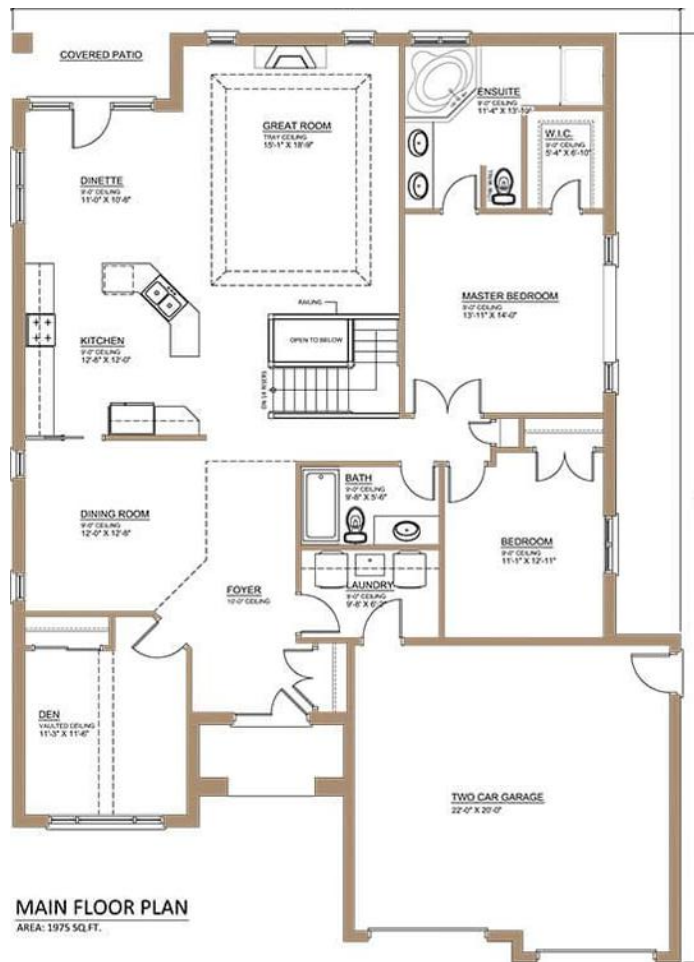 COVERED PATIO
GREAT ROOM
TRAY CEILING
15'-1" X 18'-9"
ENSUITE
9'-0" CEILING
11'-4" X 13'-10"
W.I.C.
9'-0" CEILING
5'-4" X 6'-10"
DINETTE
9'-0" CEILING
11'-0" X 10'-8"
MASTER BEDROOM
9'-0" CEILING
13'-11" X 14'-0"
RAILING
OPEN TO BELOW
KITCHEN
9'-0" CEILING
12'-8" X 12'-0"
DN 14 RISERS
BATH
9'-0" CEILING
9'-8" X 5'-6"
DINING ROOM
9'-0" CEILING
12'-0" X 12'-8"
BEDROOM
9'-0" CEILING
11'-1" X 12'-11"
LAUNDRY
9'-0" CEILING
9'-8" X
FOYER
10'-0" CEILING
DEN
VAULTED CEILING
11'-3" X 11'-6"
TWO CAR GARAGE
22'-0" X 20'-0"
MAIN FLOOR PLAN
AREA: 1975 SQ.FT.